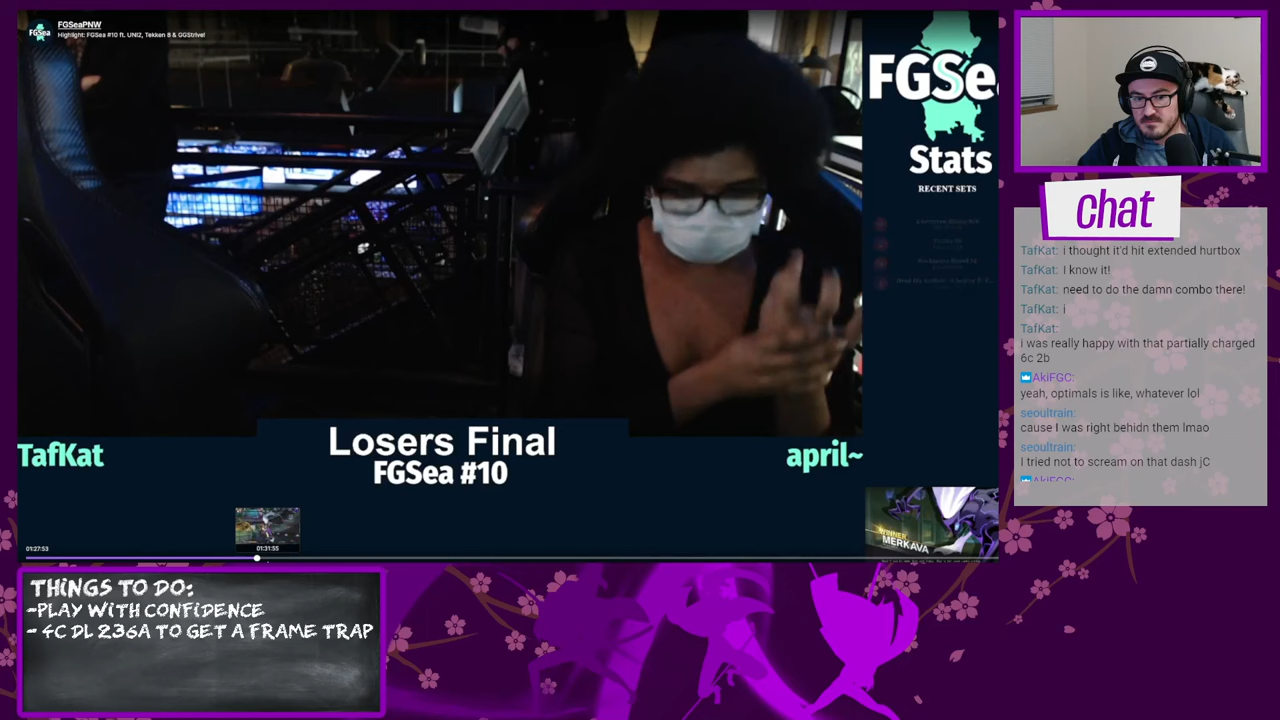 FGSeaPNW
Highlight: FGSea #10 ft. UNI2, Tekken 8 & GGStrive!
FGSea
FGSe
Stats
RECENT SETS
TafKat
Losers Final
FGSea #10
april~
WINNER
MERKAVA
01:27:53
01:31:55
THINGS TO DO:
-PLAY WITH CONFIDENCE
- 4C DL 236A TO GET A FRAME TRAP
chat
TafKat: i thought it'd hit extended hurtbox
TafKat: I know it!
TafKat: need to do the damn combo there!
TafKat: i
TafKat:
i was really happy with that partially charged
6c 2b
AkiFGC:
yeah, optimals is like, whatever lol
seoultrain:
cause I was right behidn them lmao
seoultrain:
I tried not to scream on that dash jC
AkiFGC: